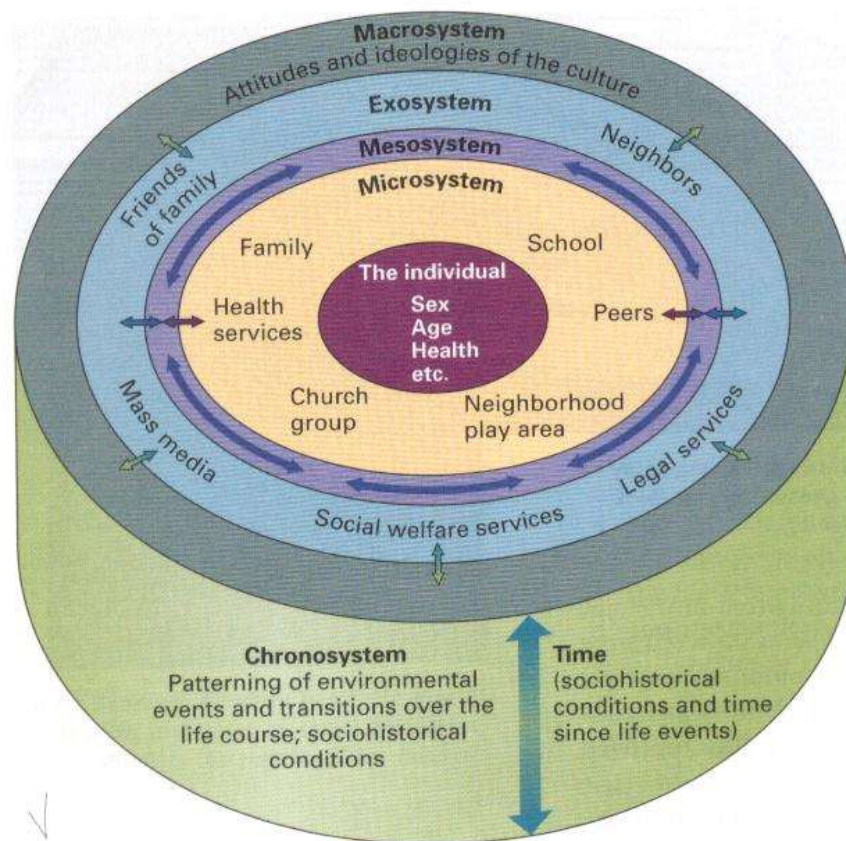 Macrosystem
Attitudes and ideologies of the culture
Exosystem
Mesosystem
Microsystem
Friends
of family
Neighbors
Family
School
The individual
Sex
Age
Health
etc.
Health
services
Peers
Church
group
Neighborhood
play area
Mass media
Legal services
Social welfare services
Chronosystem
Patterning of environmental
events and transitions over the
life course; sociohistorical
conditions
Time
(sociohistorical
conditions and time
since life events)